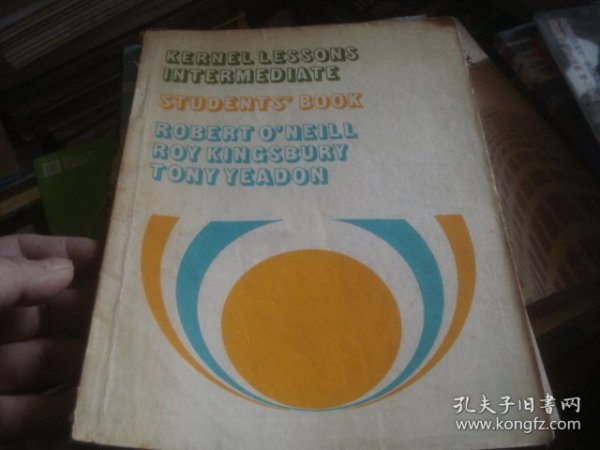 KERNEL LESSONS
INTERMEDIATE
STUDENTS' BOOK
ROBERT O'NEILL
ROY KINGSBURY
TONY YEADON
孔夫子旧书网
www.kongfz.com